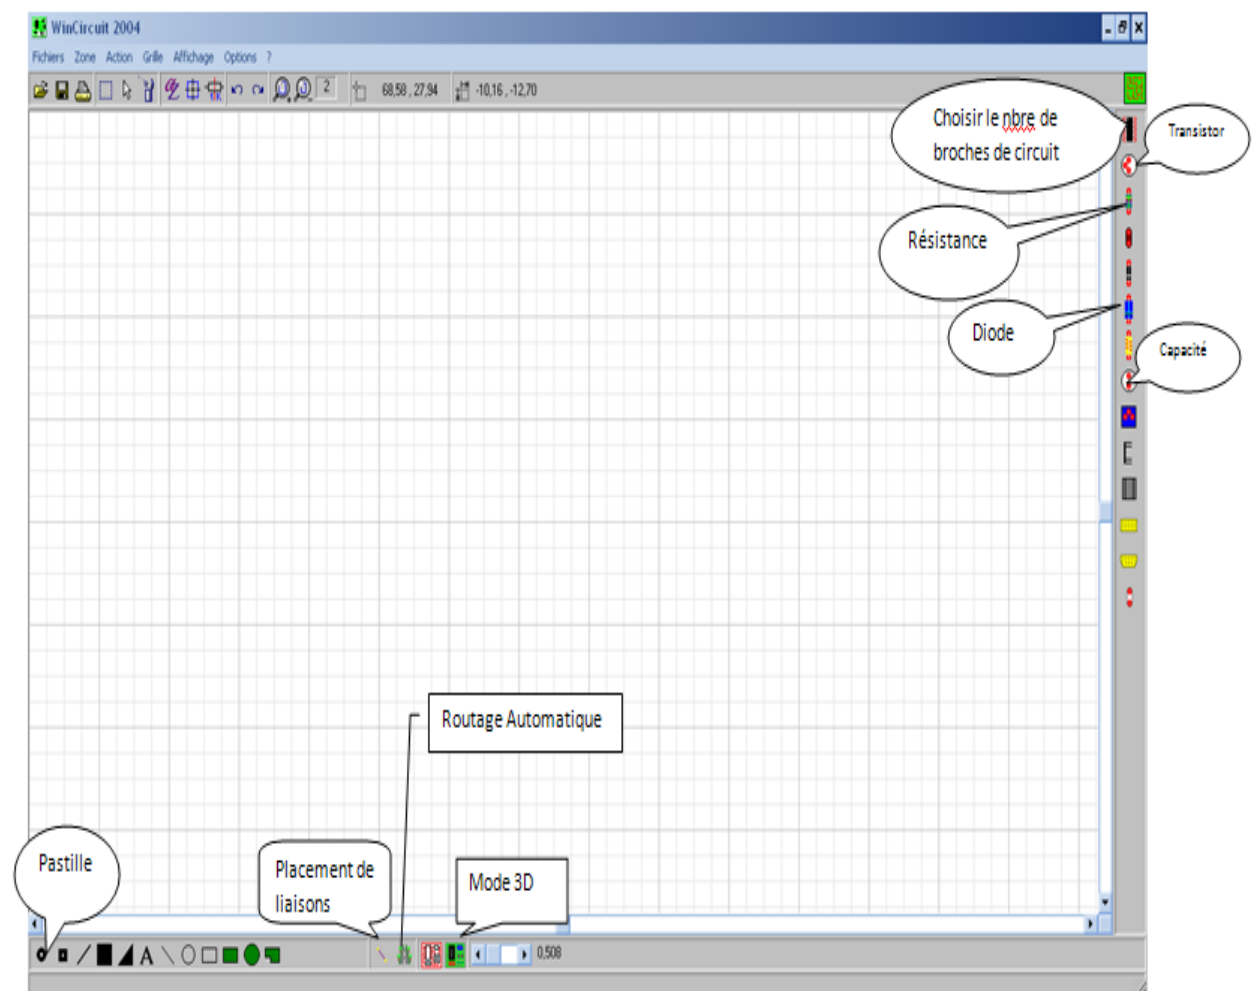 WinCircuit 2004
Fichiers Zone Action Grille Affichage Options ?
2 68,58 , 27,94 -10,16 , -12,70
Choisir le nbre de
broches de circuit
Transistor
Résistance
Diode
Capacité
Routage Automatique
Pastille
Placement de
liaisons
Mode 3D
A 0,508